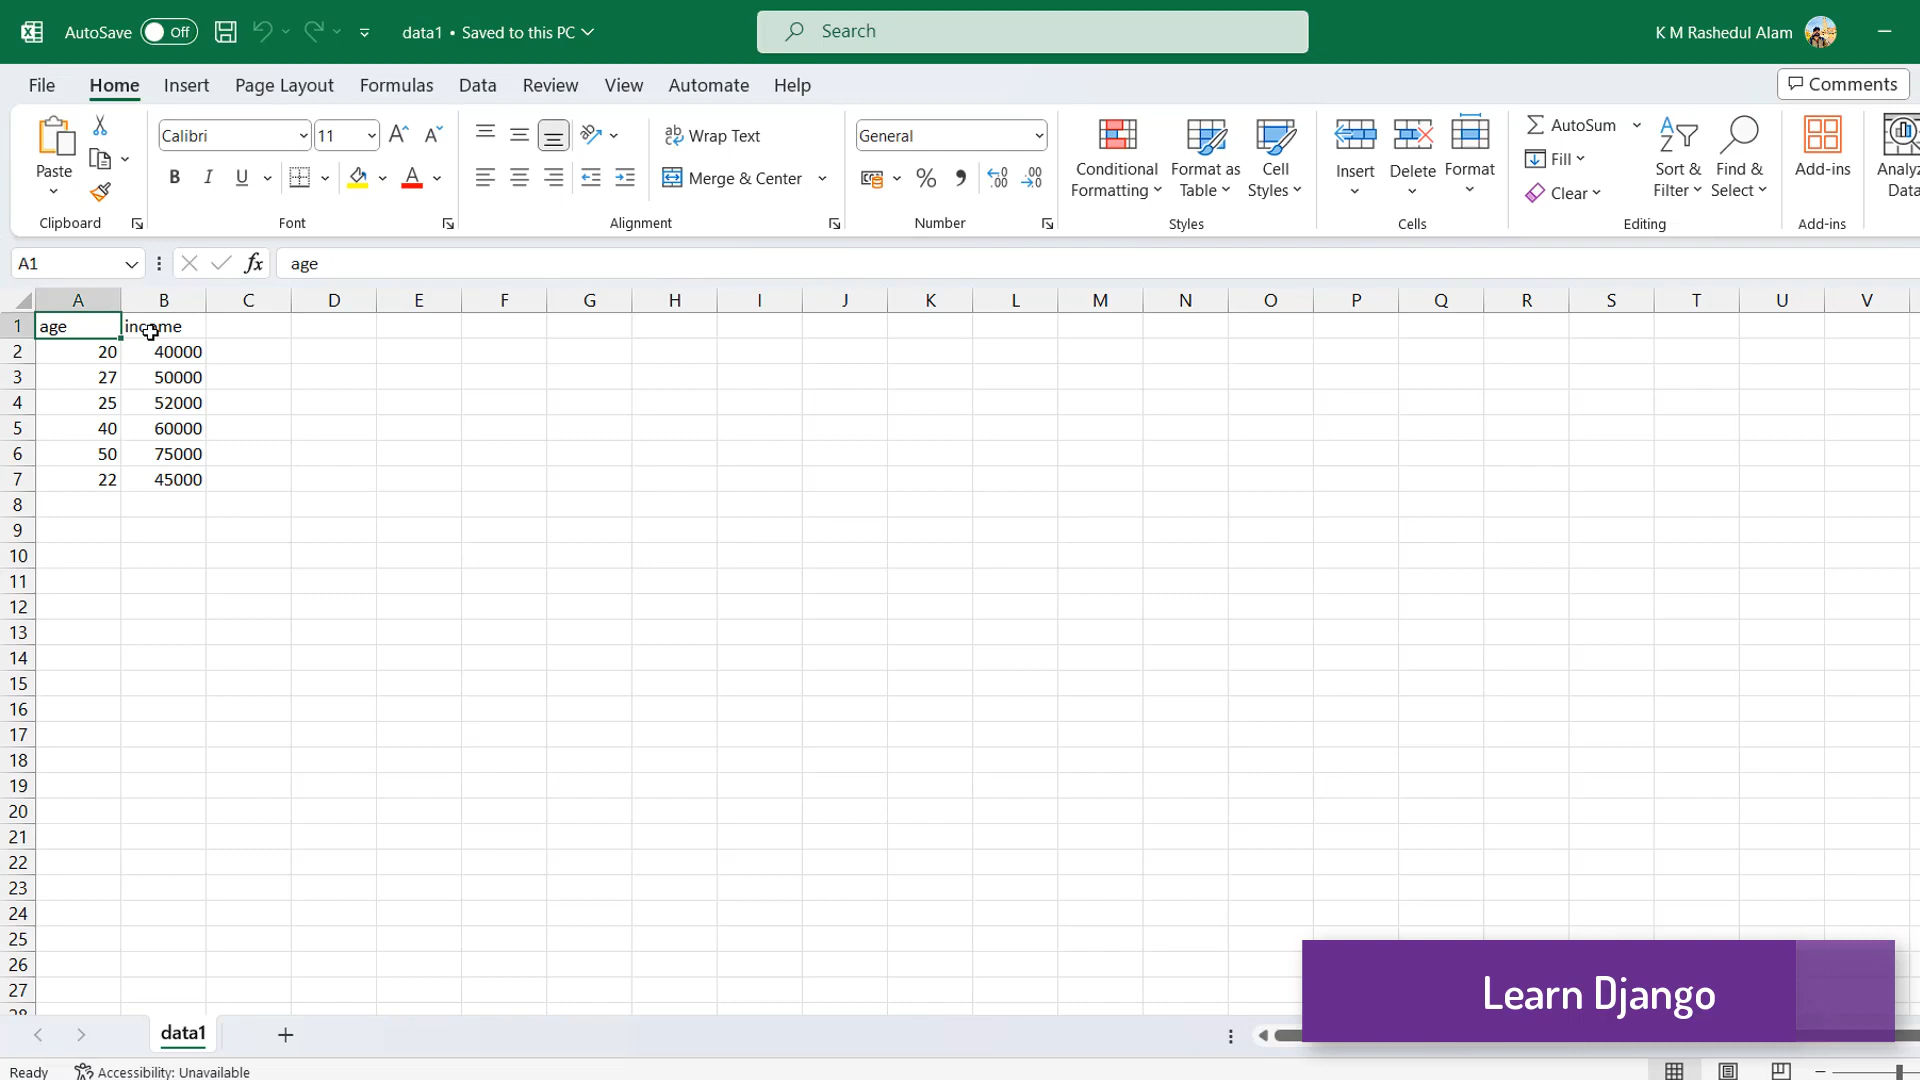 AutoSave Off data1 • Saved to this PC Search K M Rashedul Alam
File Home Insert Page Layout Formulas Data Review View Automate Help Comments
Paste
Clipboard
Calibri 11
B I U A
Font
Wrap Text
Merge & Center
Alignment
General
Number
Conditional Formatting
Format as Table
Cell Styles
Styles
Insert Delete Format
Cells
AutoSum
Fill
Clear
Sort & Filter
Find & Select
Editing
Add-ins
Add-ins
Data
A1 fx age
A B C D E F G H I J K L M N O P Q R S T U V
1 age income
2 20 40000
3 27 50000
4 25 52000
5 40 60000
6 50 75000
7 22 45000
8
9
10
11
12
13
14
15
16
17
18
19
20
21
22
23
24
25
26
27
Learn Django
data1
Ready Accessibility: Unavailable